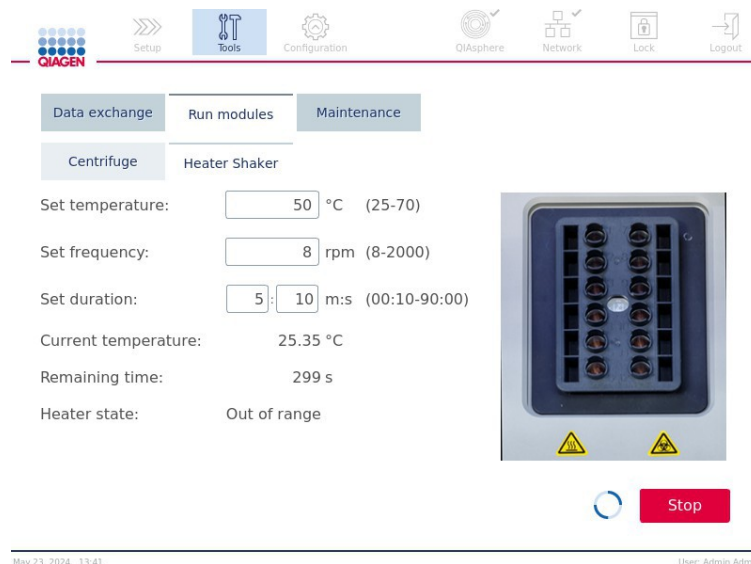 Setup
Tools
Configuration
QIAsphere
Network
Lock
Logout
QIAGEN
Data exchange
Run modules
Maintenance
Centrifuge
Heater Shaker
Set temperature: 50 °C (25-70)
Set frequency: 8 rpm (8-2000)
Set duration: 5 : 10 m:s (00:10-90:00)
Current temperature: 25.35 °C
Remaining time: 299 s
Heater state: Out of range
Stop
May 23, 2024 13:41
User: Admin Adm